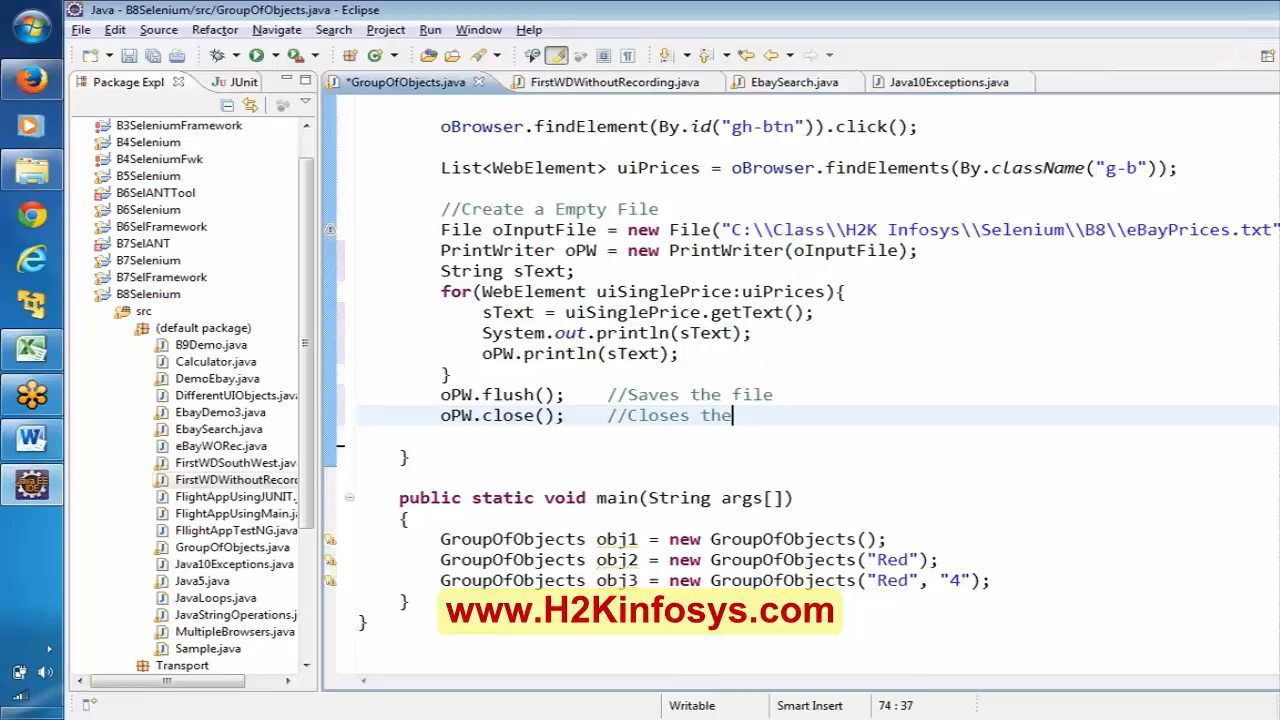 Java - B8Selenium/src/GroupOfObjects.java - Eclipse
File Edit Source Refactor Navigate Search Project Run Window Help
Package Expl JUnit *GroupOfObjects.java FirstWDWithoutRecording.java EbaySearch.java Java10Exceptions.java
B3SeleniumFramework
B4Selenium
B4SeleniumFwk
B5Selenium
B6SelANTTool
B6Selenium
B6SelFramework
B7SelANT
B7Selenium
B7SelFramework
B8Selenium
src
(default package)
B9Demo.java
Calculator.java
DemoEbay.java
DifferentUIObjects.java
EbayDemo3.java
EbaySearch.java
eBayWORec.java
FirstWDSouthWest.jav
FirstWDWithoutRecord
FlightAppUsingJUNIT.
FlightAppUsingMain.j
FlIightAppTestNG.java
GroupOfObjects.java
Java10Exceptions.java
Java5.java
JavaLoops.java
JavaStringOperations.j
MultipleBrowsers.java
Sample.java
Transport
oBrowser.findElement(By.id("gh-btn")).click();
List<WebElement> uiPrices = oBrowser.findElements(By.className("g-b"));
//Create a Empty File
File oInputFile = new File("C:\\Class\\H2K Infosys\\Selenium\\B8\\eBayPrices.txt"
PrintWriter oPW = new PrintWriter(oInputFile);
String sText;
for(WebElement uiSinglePrice:uiPrices){
sText = uiSinglePrice.getText();
System.out.println(sText);
oPW.println(sText);
}
oPW.flush(); //Saves the file
oPW.close(); //Closes the
}
public static void main(String args[])
{
GroupOfObjects obj1 = new GroupOfObjects();
GroupOfObjects obj2 = new GroupOfObjects("Red");
GroupOfObjects obj3 = new GroupOfObjects("Red", "4");
}
www.H2Kinfosys.com
}
Writable Smart Insert 74 : 37